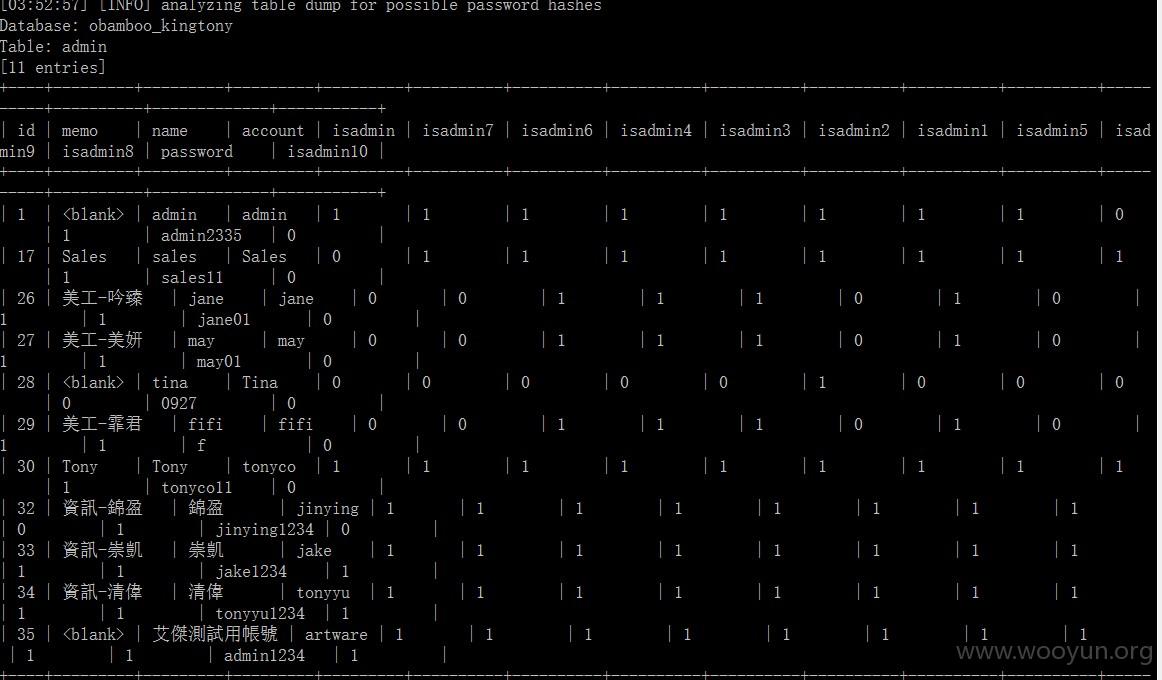 [03:52:57] [INFO] analyzing table dump for possible password hashes
Database: obamboo_kingtony
Table: admin
[11 entries]
| id | memo | name | account | isadmin | isadmin7 | isadmin6 | isadmin4 | isadmin3 | isadmin2 | isadmin1 | isadmin5 | isad
min9 | isadmin8 | password | isadmin10 |
| 1 | <blank> | admin | admin | 1 | 1 | 1 | 1 | 1 | 1 | 1 | 1 | 0
| 1 | admin2335 | 0 |
| 17 | Sales | sales | Sales | 0 | 1 | 1 | 1 | 1 | 1 | 1 | 1 | 1
| 1 | sales11 | 0 |
| 26 | 美工-吟臻 | jane | jane | 0 | 0 | 1 | 1 | 1 | 0 | 1 | 0 |
1 | 1 | jane01 | 0 |
| 27 | 美工-美妍 | may | may | 0 | 0 | 1 | 1 | 1 | 0 | 1 | 0 |
1 | 1 | may01 | 0 |
| 28 | <blank> | tina | Tina | 0 | 0 | 0 | 0 | 0 | 1 | 0 | 0 | 0
| 0 | 0927 | 0 |
| 29 | 美工-霏君 | fifi | fifi | 0 | 0 | 1 | 1 | 1 | 0 | 1 | 0 |
1 | 1 | f | 0 |
| 30 | Tony | Tony | tonyco | 1 | 1 | 1 | 1 | 1 | 1 | 1 | 1 | 1
| 1 | tonyco11 | 0 |
| 32 | 資訊-錦盈 | 錦盈 | jinying | 1 | 1 | 1 | 1 | 1 | 1 | 1 | 1
| 0 | 1 | jinying1234 | 0 |
| 33 | 資訊-崇凱 | 崇凱 | jake | 1 | 1 | 1 | 1 | 1 | 1 | 1 | 1
| 1 | 1 | jake1234 | 1 |
| 34 | 資訊-清偉 | 清偉 | tonyyu | 1 | 1 | 1 | 1 | 1 | 1 | 1 | 1
| 1 | 1 | tonyyu1234 | 1 |
| 35 | <blank> | 艾傑測試用帳號 | artware | 1 | 1 | 1 | 1 | 1 | 1 | 1 | 1
| 1 | 1 | admin1234 | 1 |
www.wooyun.org